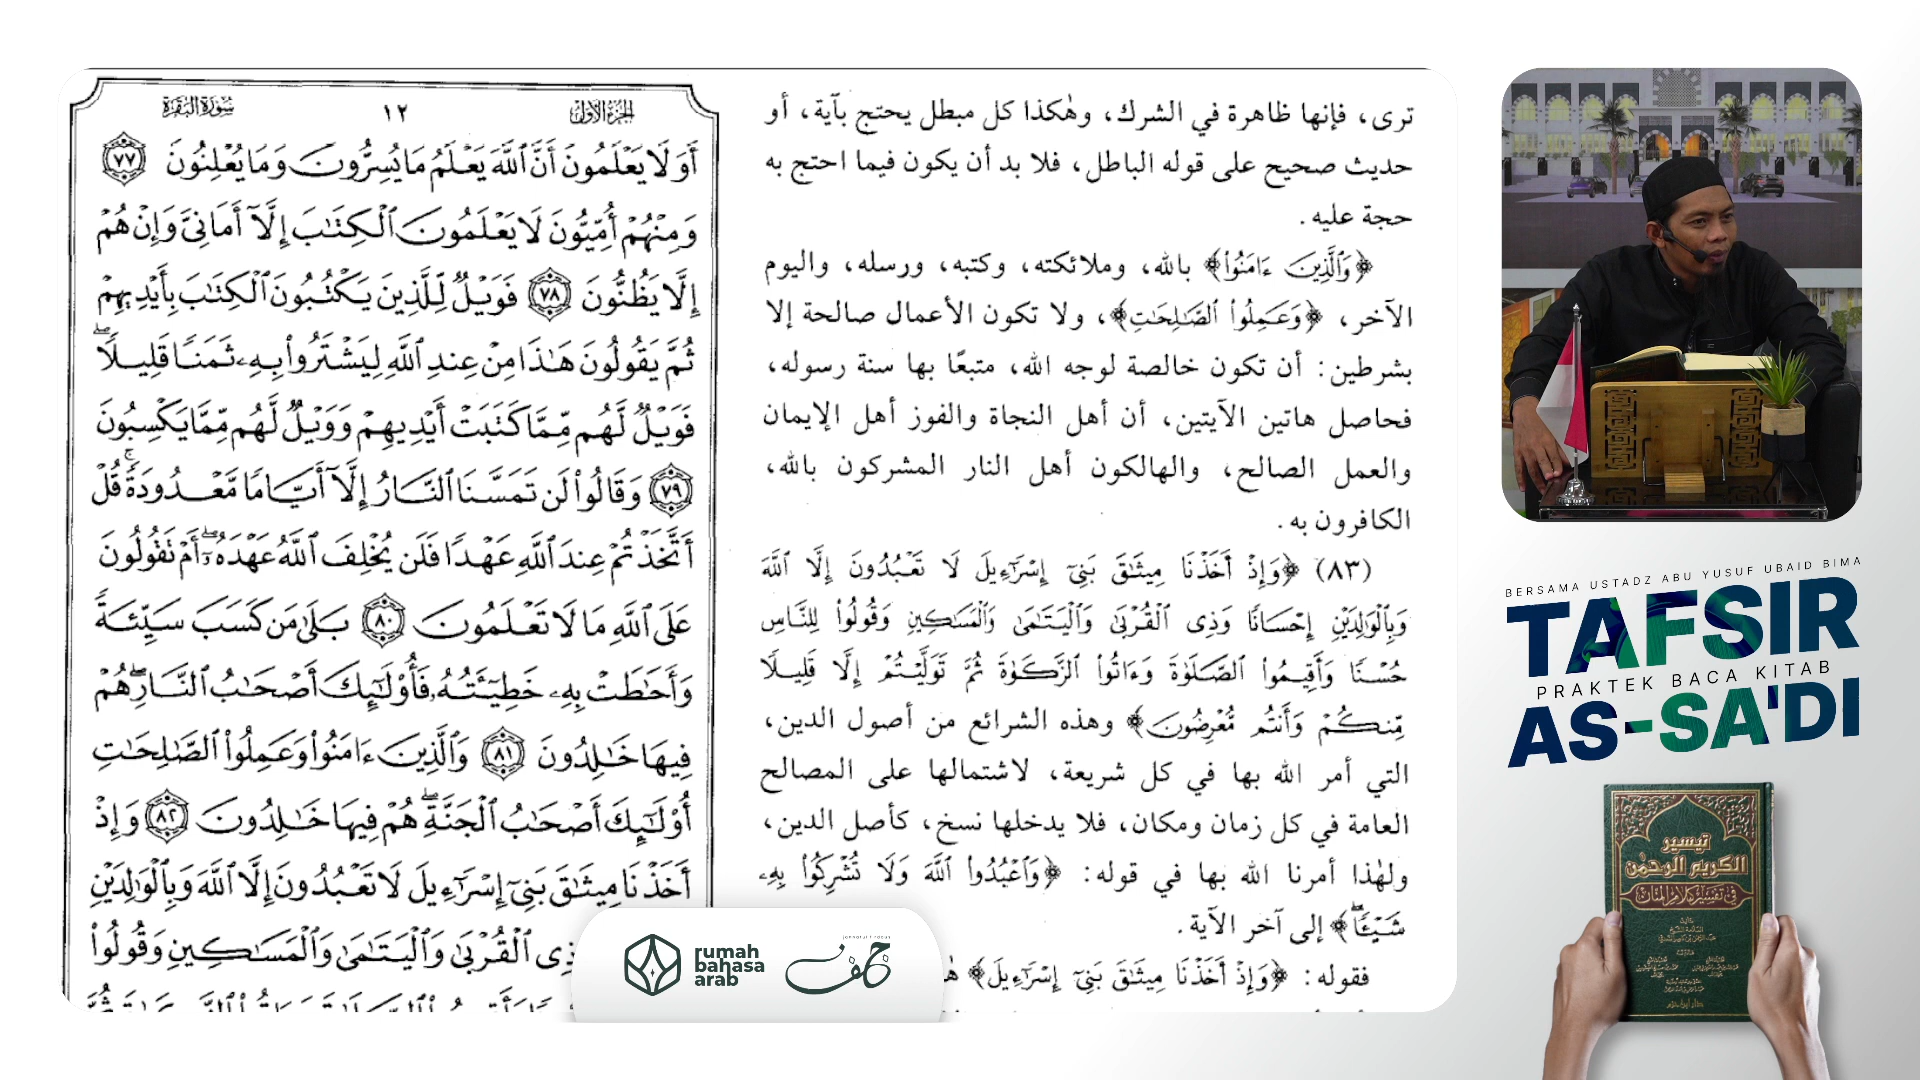 سورة البقرة
١٢
الجزء الأول
أَوَلَا يَعْلَمُونَ أَنَّ ٱللَّهَ يَعْلَمُ مَا يُسِرُّونَ وَمَا يُعْلِنُونَ ٧٧
وَمِنْهُمْ أُمِّيُّونَ لَا يَعْلَمُونَ ٱلْكِتَٰبَ إِلَّآ أَمَانِىَّ وَإِنْ هُمْ
إِلَّا يَظُنُّونَ ٧٨ فَوَيْلٌ لِّلَّذِينَ يَكْتُبُونَ ٱلْكِتَٰبَ بِأَيْدِيهِمْ
ثُمَّ يَقُولُونَ هَٰذَا مِنْ عِندِ ٱللَّهِ لِيَشْتَرُوا۟ بِهِۦ ثَمَنًا قَلِيلًا ۖ
فَوَيْلٌ لَّهُم مِّمَّا كَتَبَتْ أَيْدِيهِمْ وَوَيْلٌ لَّهُم مِّمَّا يَكْسِبُونَ
٧٩ وَقَالُوا۟ لَن تَمَسَّنَا ٱلنَّارُ إِلَّآ أَيَّامًا مَّعْدُودَةً ۚ قُلْ
أَتَّخَذْتُمْ عِندَ ٱللَّهِ عَهْدًا فَلَن يُخْلِفَ ٱللَّهُ عَهْدَهُۥٓ ۖ أَمْ تَقُولُونَ
عَلَى ٱللَّهِ مَا لَا تَعْلَمُونَ ٨٠ بَلَىٰ مَن كَسَبَ سَيِّئَةً
وَأَحَٰطَتْ بِهِۦ خَطِيٓـَٔتُهُۥ فَأُو۟لَٰٓئِكَ أَصْحَٰبُ ٱلنَّارِ ۖ هُمْ
فِيهَا خَٰلِدُونَ ٨١ وَٱلَّذِينَ ءَامَنُوا۟ وَعَمِلُوا۟ ٱلصَّٰلِحَٰتِ
أُو۟لَٰٓئِكَ أَصْحَٰبُ ٱلْجَنَّةِ ۖ هُمْ فِيهَا خَٰلِدُونَ ٨٢ وَإِذْ
أَخَذْنَا مِيثَٰقَ بَنِىٓ إِسْرَٰٓءِيلَ لَا تَعْبُدُونَ إِلَّا ٱللَّهَ وَبِٱلْوَٰلِدَيْنِ
ذِى ٱلْقُرْبَىٰ وَٱلْيَتَٰمَىٰ وَٱلْمَسَٰكِينِ وَقُولُوا۟
ترى، فإنها ظاهرة في الشرك، وهٰكذا كل مبطل يحتج بآية، أو
حديث صحيح على قوله الباطل، فلا بد أن يكون فيما احتج به
حجة عليه.
﴿وَٱلَّذِينَ ءَامَنُوا۟﴾ بالله، وملائكته، وكتبه، ورسله، واليوم
الآخر، ﴿وَعَمِلُوا۟ ٱلصَّٰلِحَٰتِ﴾، ولا تكون الأعمال صالحة إلا
بشرطين: أن تكون خالصة لوجه الله، متبعًا بها سنة رسوله،
فحاصل هاتين الآيتين، أن أهل النجاة والفوز أهل الإيمان
والعمل الصالح، والهالكون أهل النار المشركون بالله،
الكافرون به.
(٨٣) ﴿وَإِذْ أَخَذْنَا مِيثَٰقَ بَنِىٓ إِسْرَٰٓءِيلَ لَا تَعْبُدُونَ إِلَّا ٱللَّهَ
وَبِٱلْوَٰلِدَيْنِ إِحْسَانًا وَذِى ٱلْقُرْبَىٰ وَٱلْيَتَٰمَىٰ وَٱلْمَسَٰكِينِ وَقُولُوا۟ لِلنَّاسِ
حُسْنًا وَأَقِيمُوا۟ ٱلصَّلَوٰةَ وَءَاتُوا۟ ٱلزَّكَوٰةَ ثُمَّ تَوَلَّيْتُمْ إِلَّا قَلِيلًا
مِّنكُمْ وَأَنتُم مُّعْرِضُونَ﴾ وهذه الشرائع من أصول الدين،
التي أمر الله بها في كل شريعة، لاشتمالها على المصالح
العامة في كل زمان ومكان، فلا يدخلها نسخ، كأصل الدين،
ولهٰذا أمرنا الله بها في قوله: ﴿وَٱعْبُدُوا۟ ٱللَّهَ وَلَا تُشْرِكُوا۟ بِهِۦ
شَيْـًٔا ۖ﴾ إلى آخر الآية.
فقوله: ﴿وَإِذْ أَخَذْنَا مِيثَٰقَ بَنِىٓ إِسْرَٰٓءِيلَ﴾
rumah
bahasa
arab
BERSAMA USTADZ ABU YUSUF UBAID BIMA
TAFSIR
PRAKTEK BACA KITAB
AS-SA'DI
تيسير
الكريم الرحمن
في تفسير كلام المنان